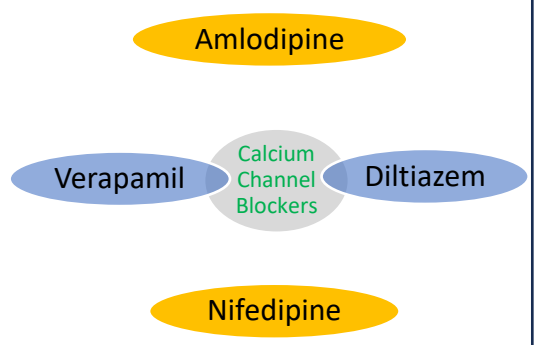 Amlodipine
Verapamil
Calcium
Channel
Blockers
Diltiazem
Nifedipine